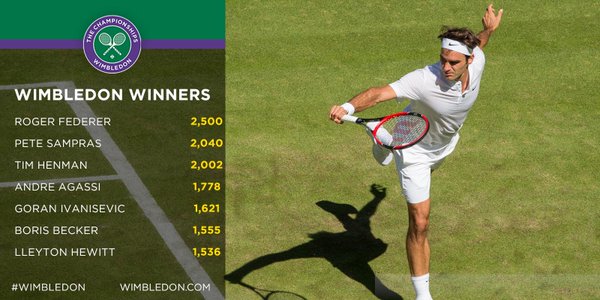 THE CHAMPIONSHIPS
WIMBLEDON
WIMBLEDON WINNERS
ROGER FEDERER 2,500
PETE SAMPRAS 2,040
TIM HENMAN 2,002
ANDRE AGASSI 1,778
GORAN IVANISEVIC 1,621
BORIS BECKER 1,555
LLEYTON HEWITT 1,536
#WIMBLEDON WIMBLEDON.COM